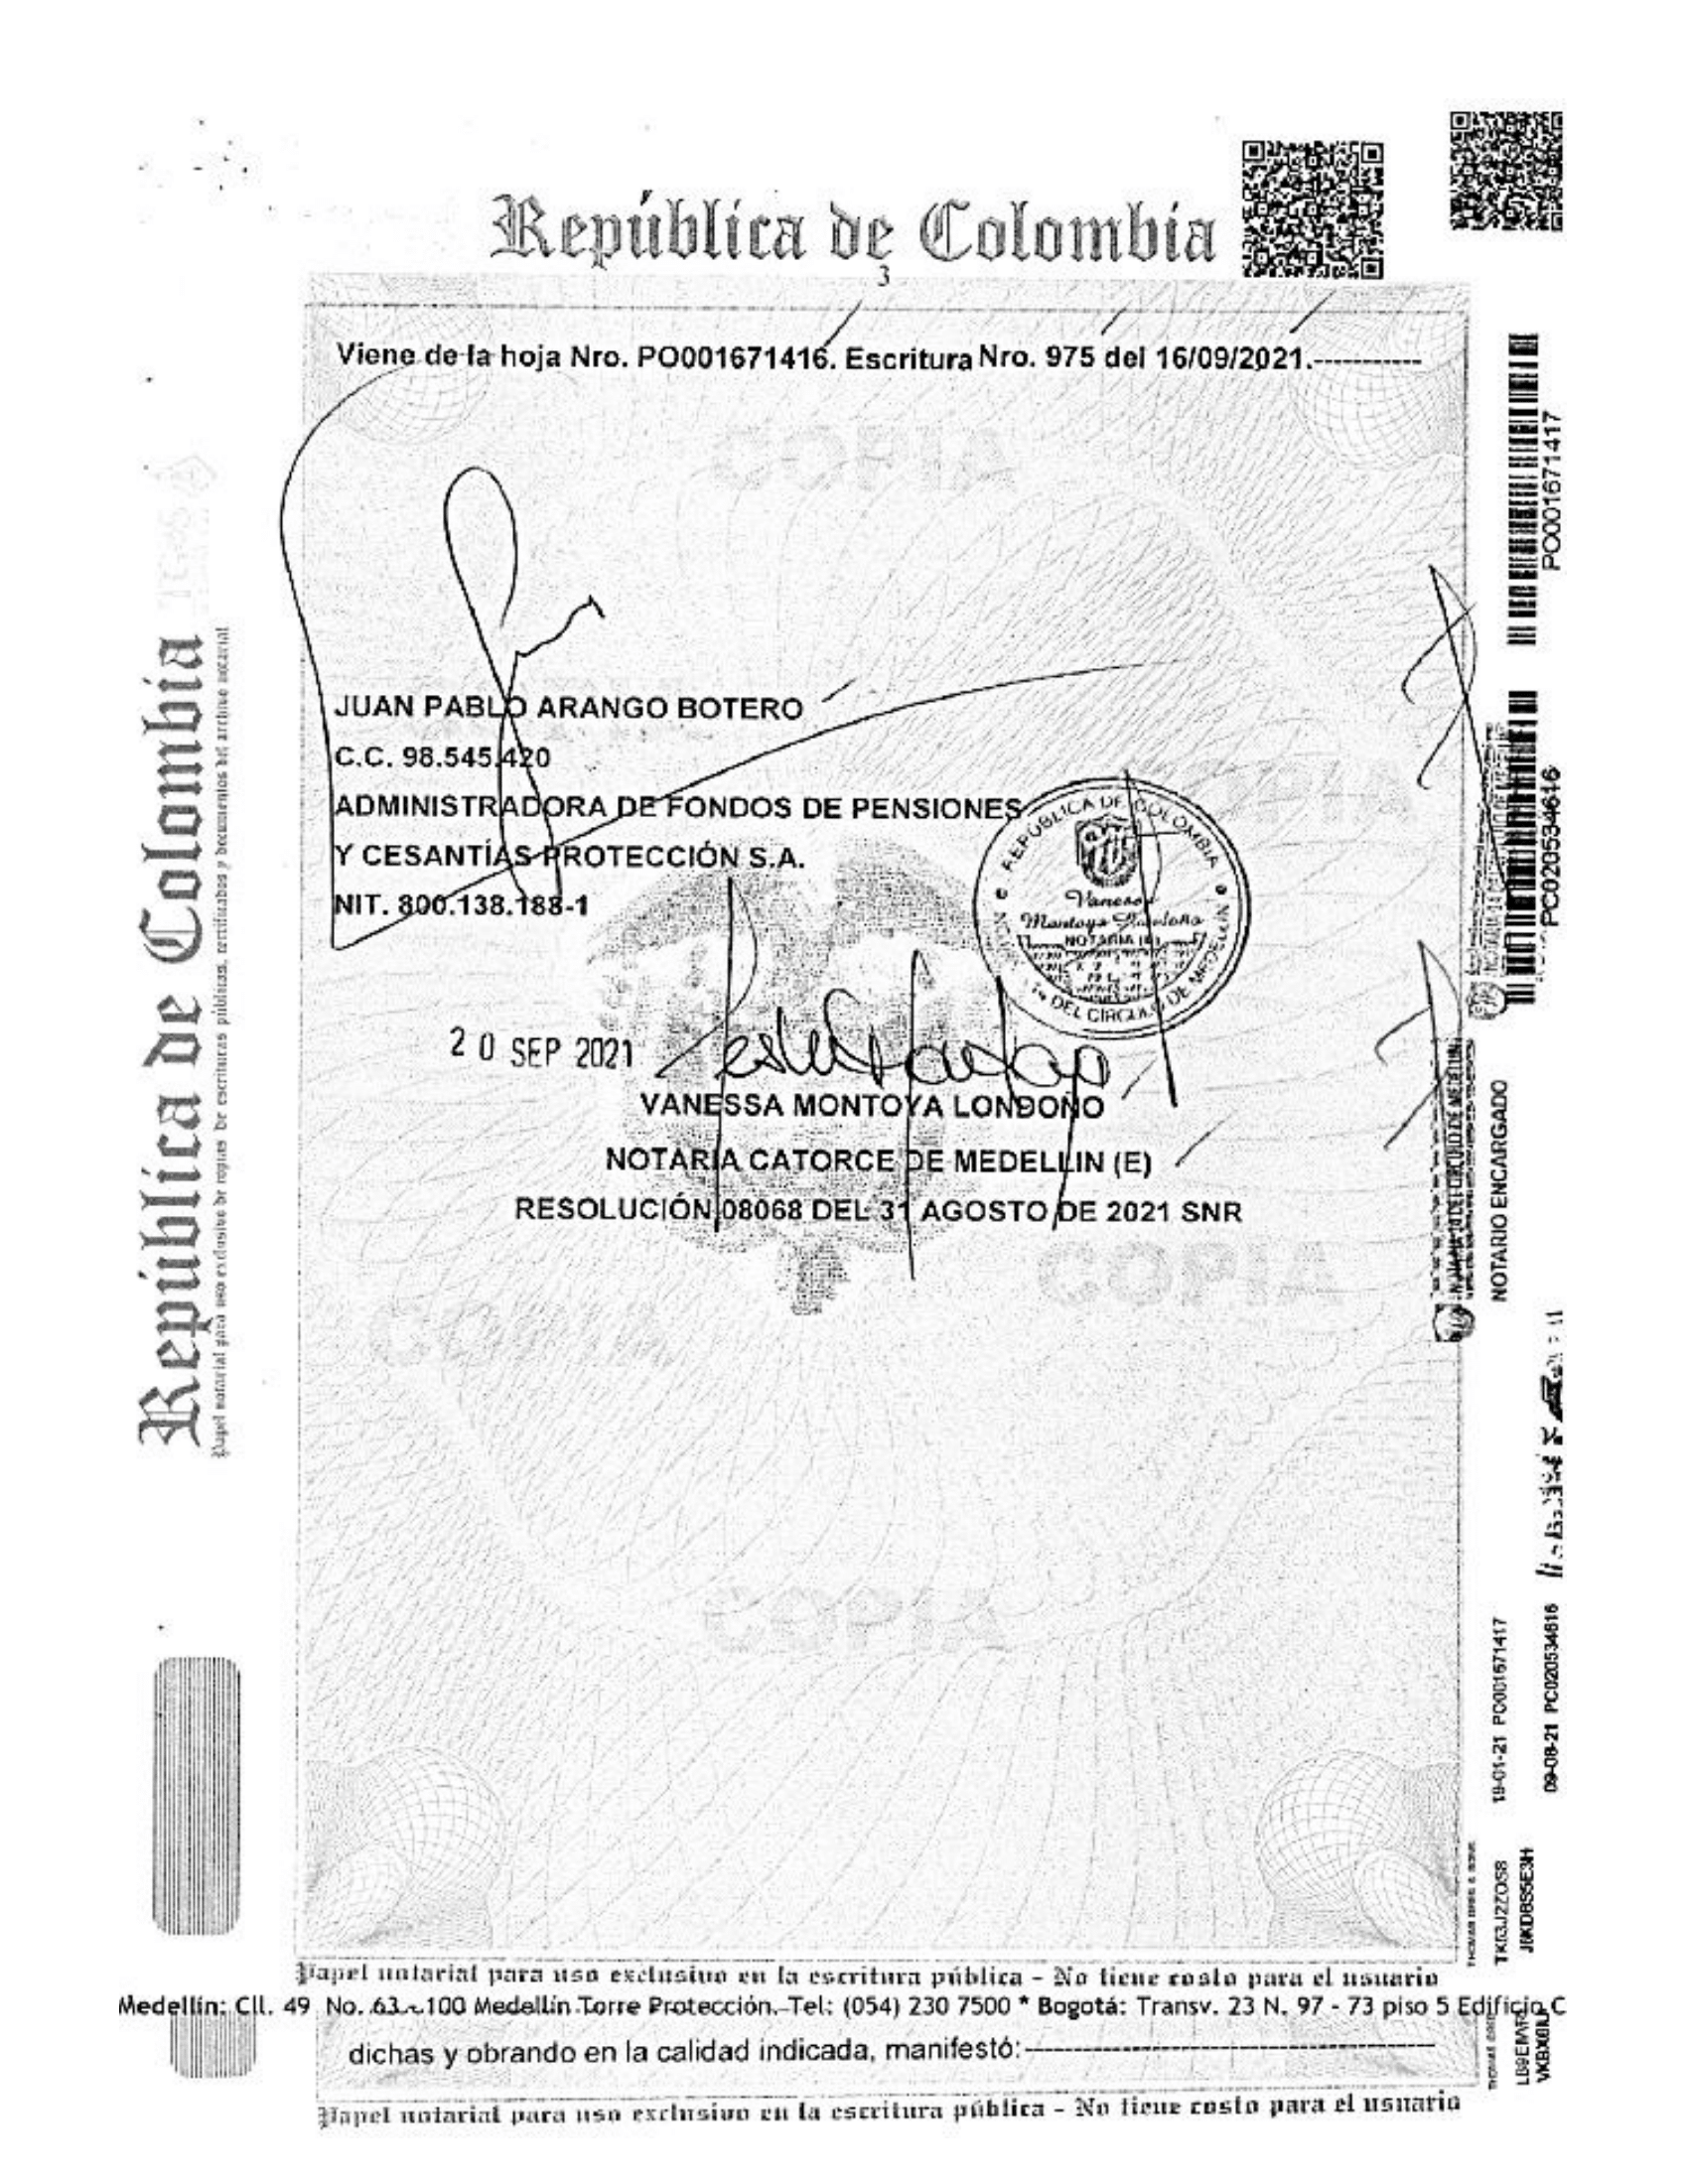 República de Colombia
3
Viene de la hoja Nro. PO001671416. Escritura Nro. 975 del 16/09/2021.-----------
COPIA
JUAN PABLO ARANGO BOTERO
C.C. 98.545.420
ADMINISTRADORA DE FONDOS DE PENSIONES
Y CESANTÍAS PROTECCIÓN S.A.
NIT. 800.138.188-1
REPÚBLICA DE COLOMBIA
Vanessa
Montoya Londoño
NOTARIA (E)
14 DEL CÍRCULO DE MEDELLÍN
20 SEP 2021
VANESSA MONTOYA LONDOÑO
NOTARIA CATORCE DE MEDELLIN (E)
RESOLUCIÓN 08068 DEL 31 AGOSTO DE 2021 SNR
COPIA
COPIA
Papel notarial para uso exclusivo en la escritura pública - No tiene costo para el usuario
Medellín: Cll. 49 No. 63 - 100 Medellín Torre Protección. Tel: (054) 230 7500 * Bogotá: Transv. 23 N. 97 - 73 piso 5 Edificio C
dichas y obrando en la calidad indicada, manifestó:
Papel notarial para uso exclusivo en la escritura pública - No tiene costo para el usuario
República de Colombia
Papel notarial para uso exclusivo de copias de escrituras públicas, certificados y documentos del archivo notarial
PO001671417
PC020534616
NOTARIO ENCARGADO
19-01-21 PO001671417
09-08-21 PC020534616